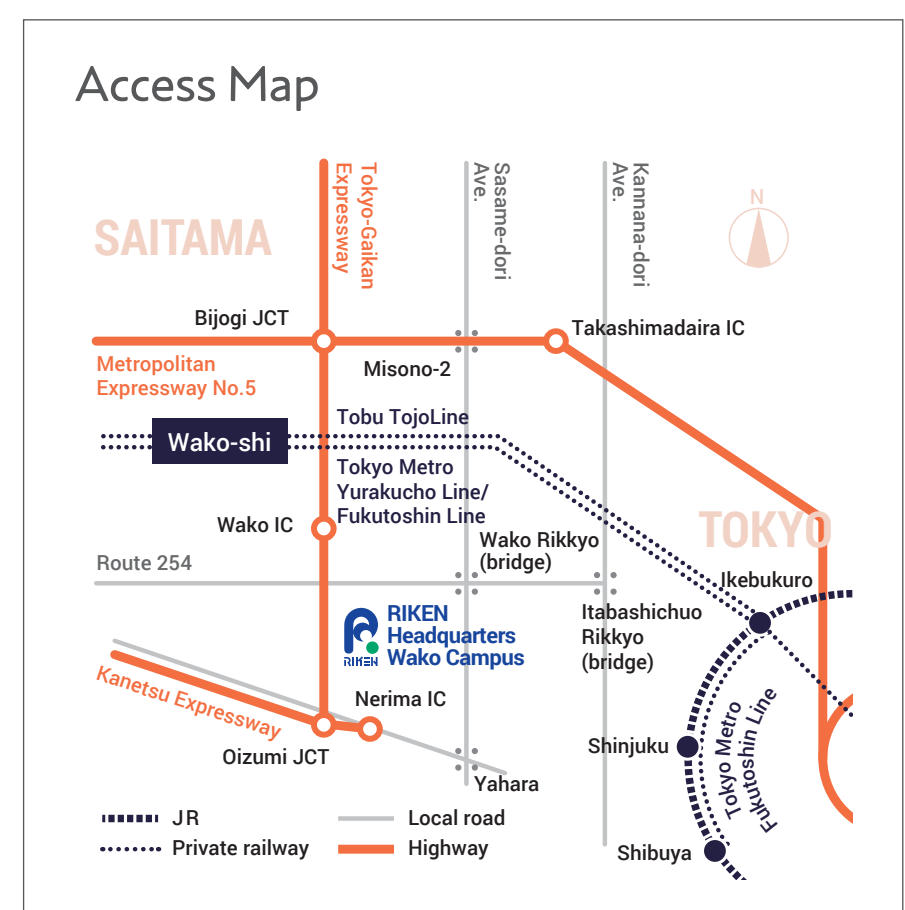 Access Map
Tokyo-Gaikan
Expressway
Sasame-dori
Ave.
Kannana-dori
Ave.
N
SAITAMA
Bijogi JCT
Takashimadaira IC
Metropolitan
Expressway No.5
Misono-2
Tobu TojoLine
Wako-shi
Tokyo Metro
Yurakucho Line/
Fukutoshin Line
Wako IC
TOKYO
Wako Rikkyo
(bridge)
Route 254
Ikebukuro
RIKEN
Headquarters
Wako Campus
RIKEN
Itabashichuo
Rikkyo
(bridge)
Kanetsu Expressway
Nerima IC
Oizumi JCT
Shinjuku
Tokyo Metro
Fukutoshin Line
Yahara
JR
Local road
Private railway
Highway
Shibuya